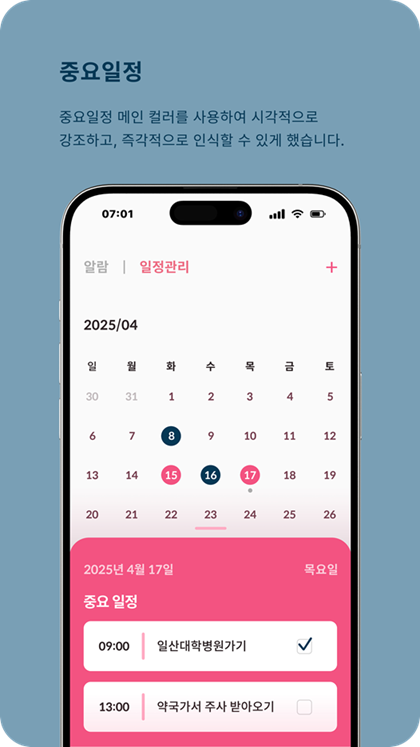 중요일정
중요일정 메인 컬러를 사용하여 시각적으로
강조하고, 즉각적으로 인식할 수 있게 했습니다.
07:01
알람 | 일정관리 +
2025/04
일 월 화 수 목 금 토
30 31 1 2 3 4 5
6 7 8 9 10 11 12
13 14 15 16 17 18 19
20 21 22 23 24 25 26
2025년 4월 17일 목요일
중요 일정
09:00 일산대학병원가기
13:00 약국가서 주사 받아오기